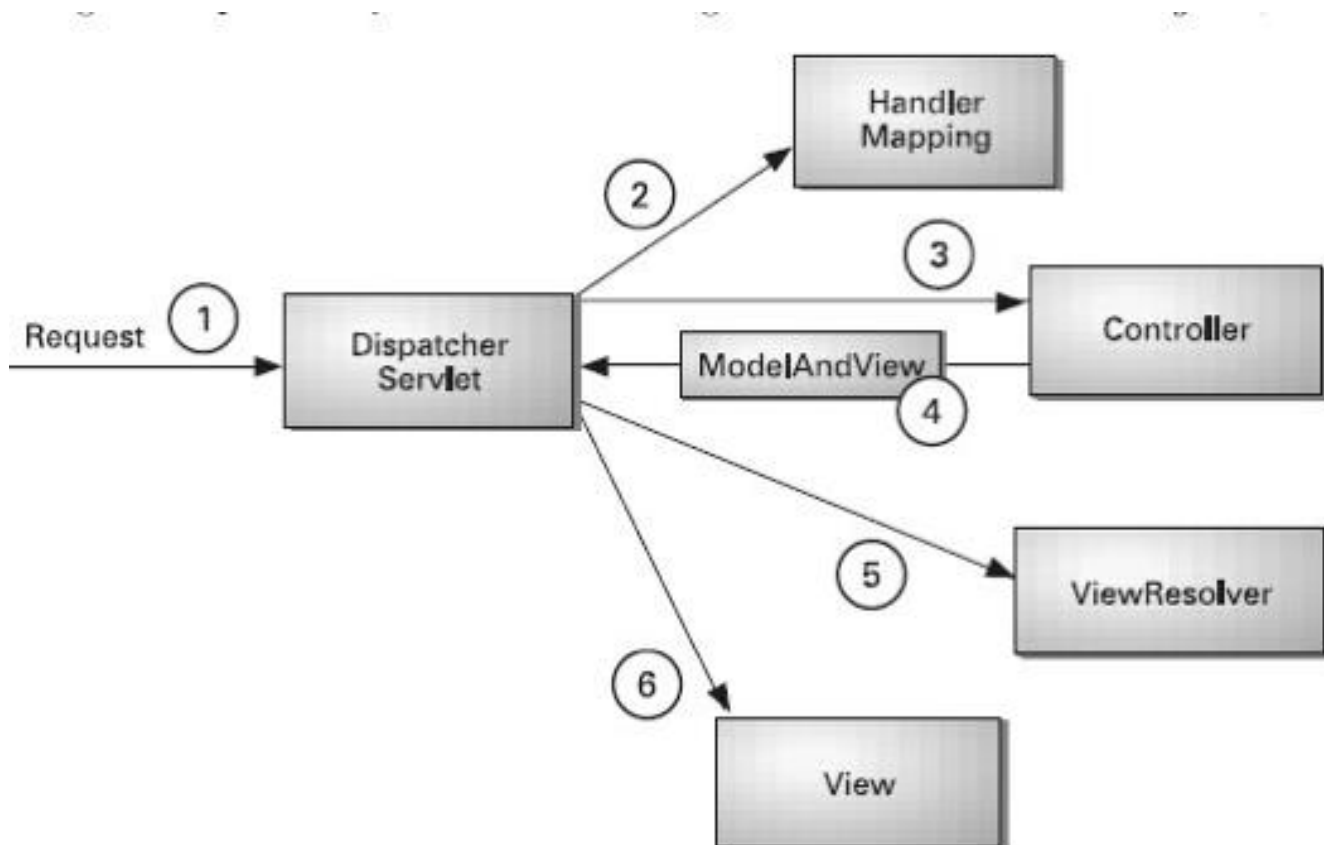 Handler
Mapping
2
3
1
Request
Dispatcher
Servlet
Controller
ModelAndView
4
5
ViewResolver
6
View